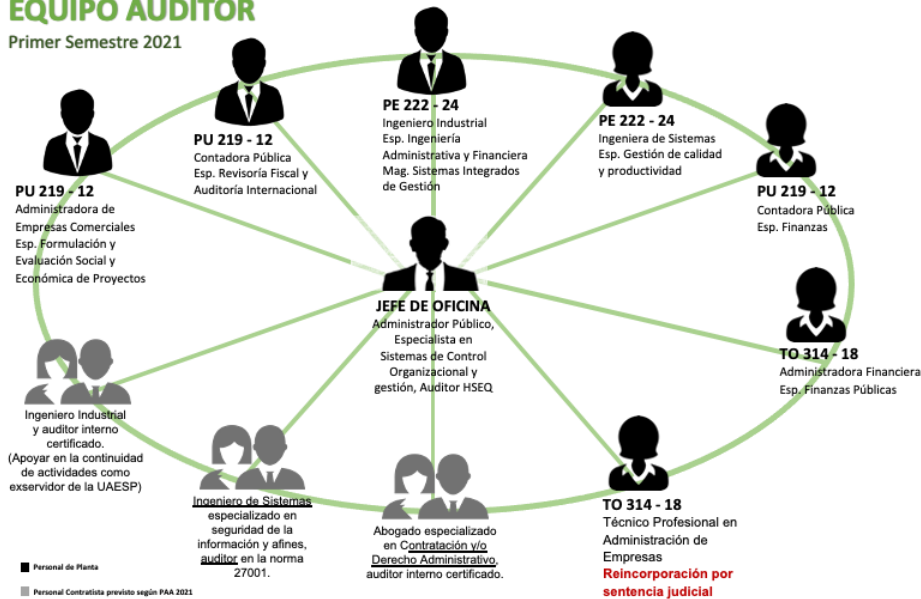 EQUIPO AUDITOR
Primer Semestre 2021
PU 219 - 12
Administradora de
Empresas Comerciales
Esp. Formulación y
Evaluación Social y
Económica de Proyectos
PU 219 - 12
Contadora Pública
Esp. Revisoría Fiscal y
Auditoría Internacional
PE 222 - 24
Ingeniero Industrial
Esp. Ingeniería
Administrativa y Financiera
Mag. Sistemas Integrados
de Gestión
PE 222 - 24
Ingeniera de Sistemas
Esp. Gestión de calidad
y productividad
PU 219 - 12
Contadora Pública
Esp. Finanzas
JEFE DE OFICINA
Administrador Público,
Especialista en
Sistemas de Control
Organizacional y
gestión, Auditor HSEQ
TO 314 - 18
Administradora Financiera
Esp. Finanzas Públicas
Ingeniero Industrial
y auditor interno
certificado.
(Apoyar en la continuidad
de actividades como
exservidor de la UAESP)
Ingeniero de Sistemas
especializado en
seguridad de la
información y afines,
auditor en la norma
27001.
Abogado especializado
en Contratación y/o
Derecho Administrativo,
auditor interno certificado.
TO 314 - 18
Técnico Profesional en
Administración de
Empresas
Reincorporación por
sentencia judicial
Personal de Planta
Personal Contratista previsto según PAA 2021